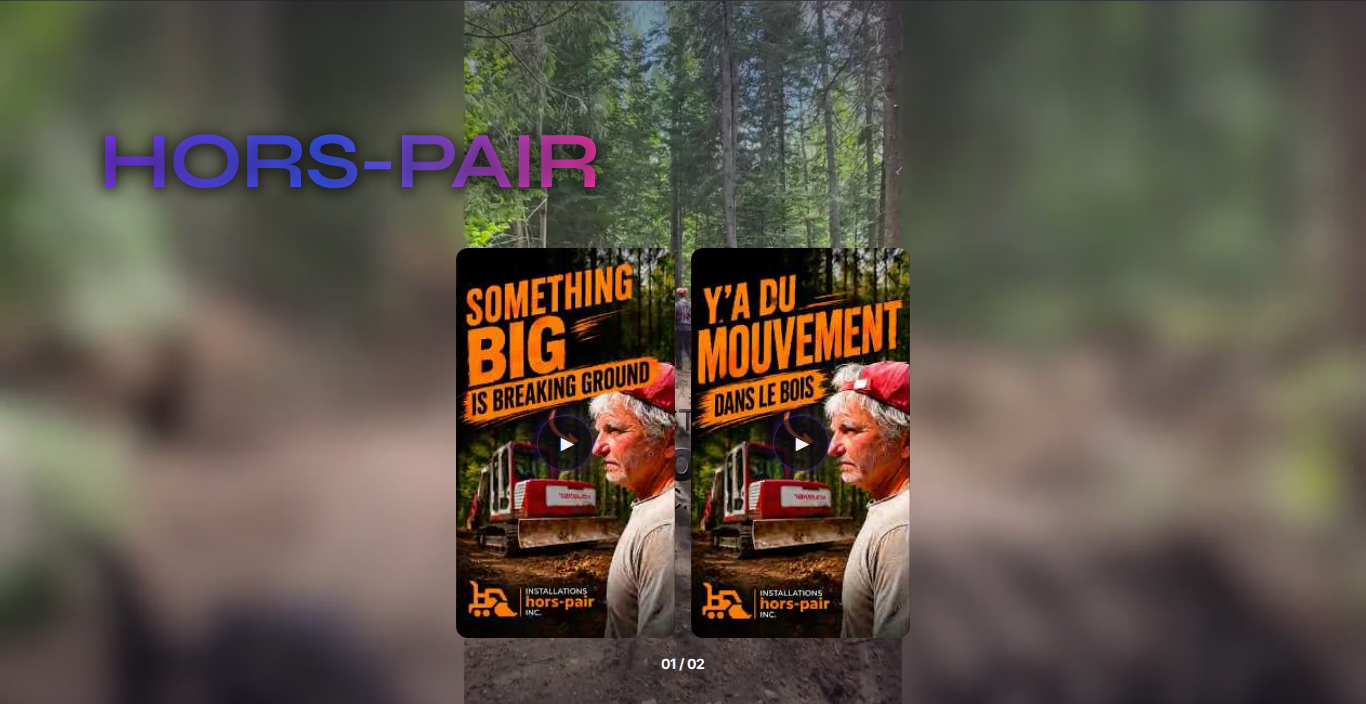 HORS-PAIR
SOMETHING
BIG
IS BREAKING GROUND
INSTALLATIONS
hors-pair
INC.
Y'A DU
MOUVEMENT
DANS LE BOIS
INSTALLATIONS
hors-pair
INC.
01 / 02